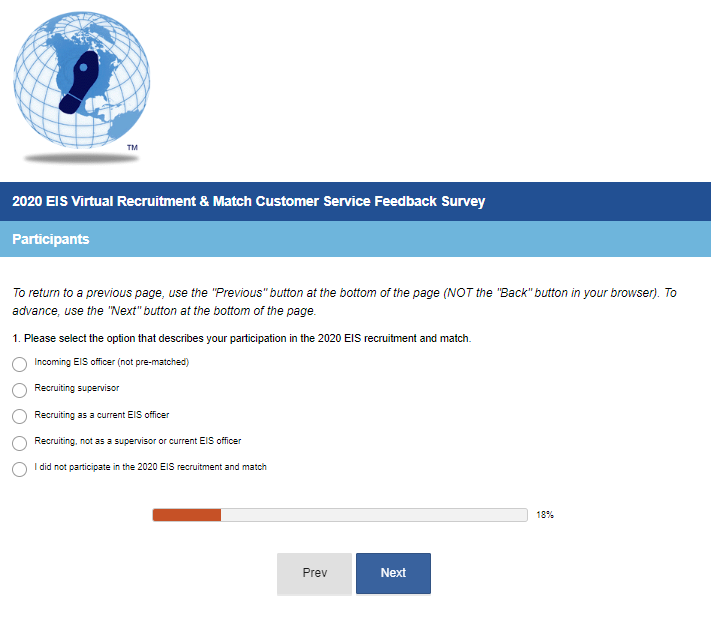 TM
2020 EIS Virtual Recruitment & Match Customer Service Feedback Survey
Participants
To return to a previous page, use the "Previous" button at the bottom of the page (NOT the "Back" button in your browser). To
advance, use the "Next" button at the bottom of the page.
1. Please select the option that describes your participation in the 2020 EIS recruitment and match.
Incoming EIS officer (not pre-matched)
Recruiting supervisor
Recruiting as a current EIS officer
Recruiting, not as a supervisor or current EIS officer
I did not participate in the 2020 EIS recruitment and match
18%
Prev Next